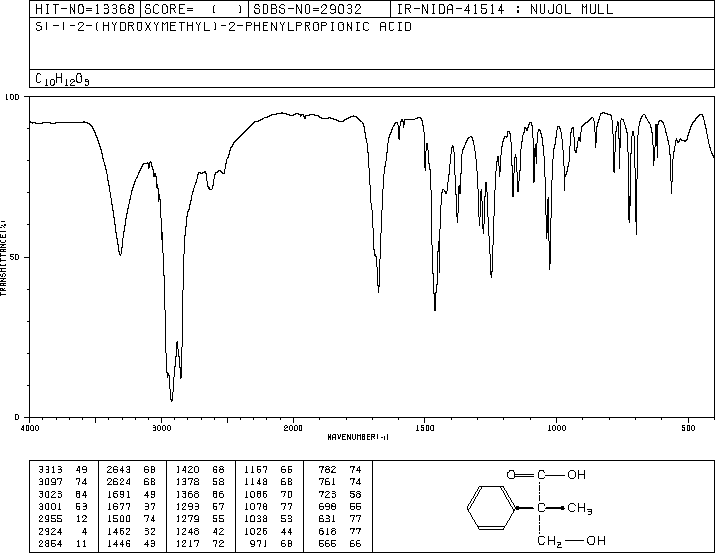 HIT-NO=13368 SCORE= ( ) SDBS-NO=29032 IR-NIDA-41514 : NUJOL MULL
S(-)-2-(HYDROXYMETHYL)-2-PHENYLPROPIONIC ACID
C10H12O3
100
50
0
TRANSMITTANCE(%)
4000 3000 2000 1500 1000 500
WAVENUMBER(-1)
3313 49 2643 68 1420 68 1167 66 782 74
3097 74 2624 68 1378 58 1148 68 761 74
3023 64 1691 49 1368 66 1086 70 723 58
3001 63 1677 37 1293 57 1078 77 698 55
2955 12 1500 74 1279 55 1038 53 631 77
2924 4 1462 32 1248 42 1026 44 618 77
2854 11 1446 43 1217 72 971 68 566 66
O C OH
C CH3
CH2 OH